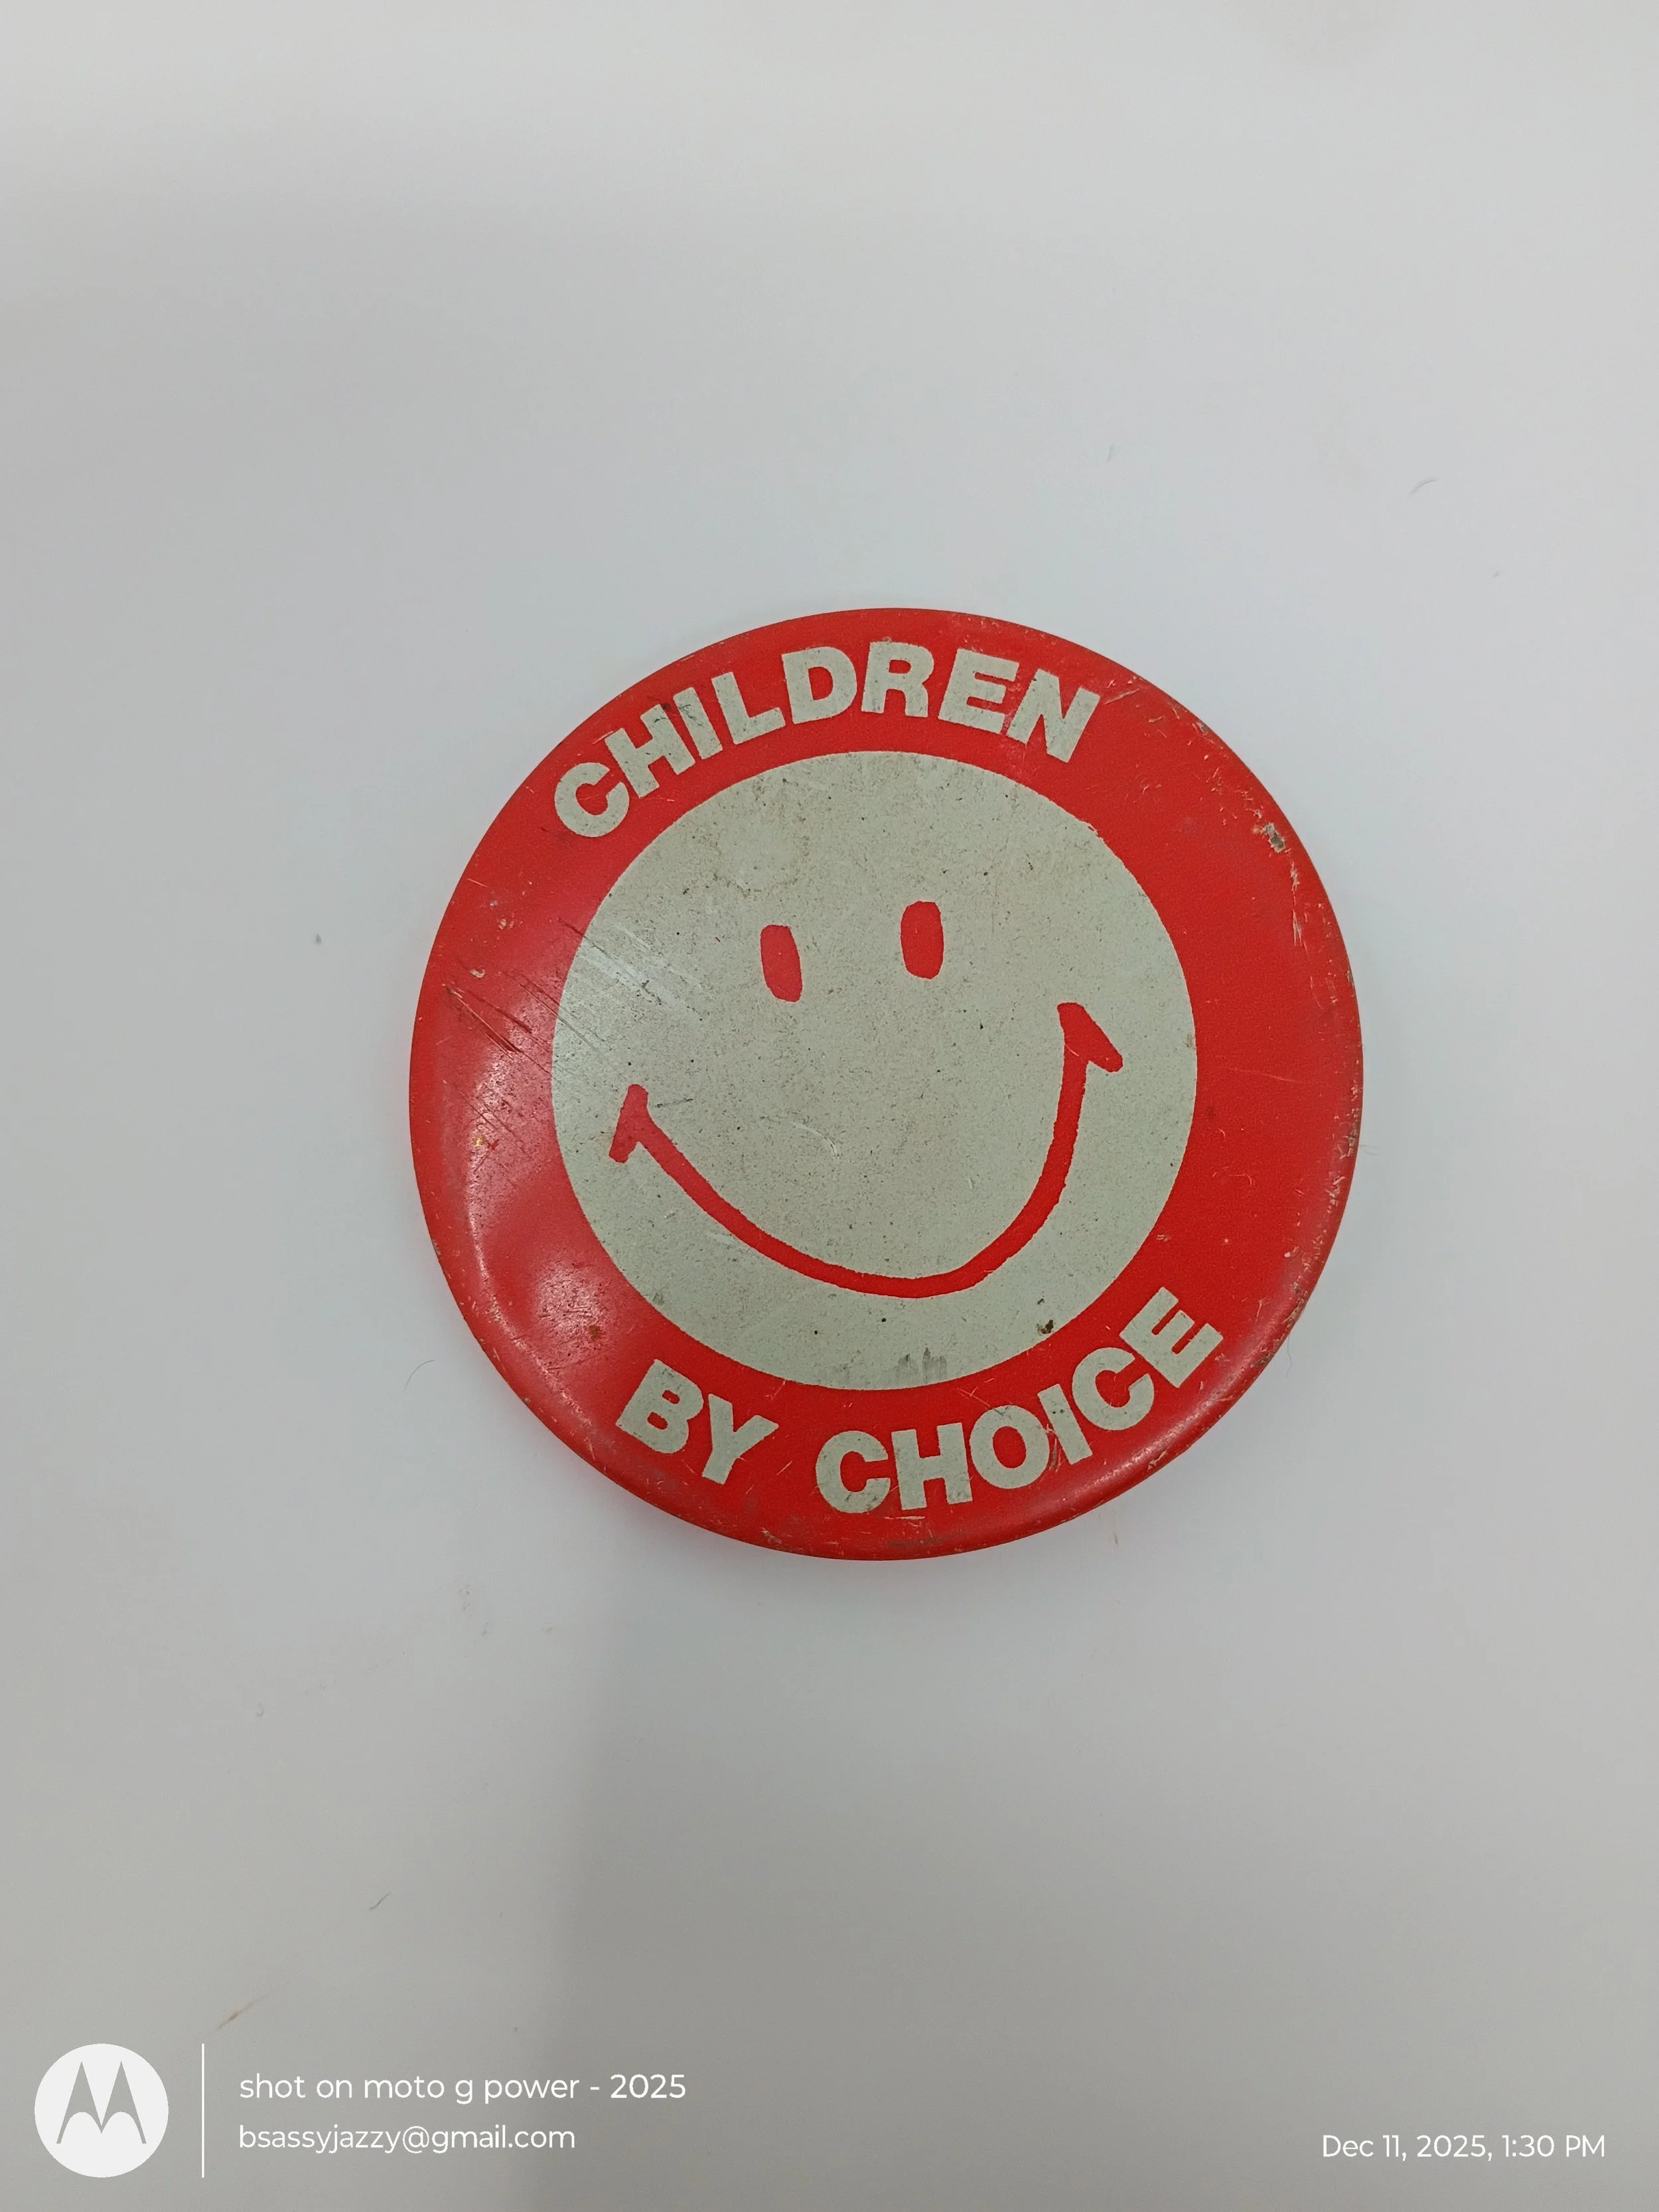 CHILDREN
BY CHOICE
shot on moto g power - 2025
bsassyjazzy@gmail.com
Dec 11, 2025, 1:30 PM